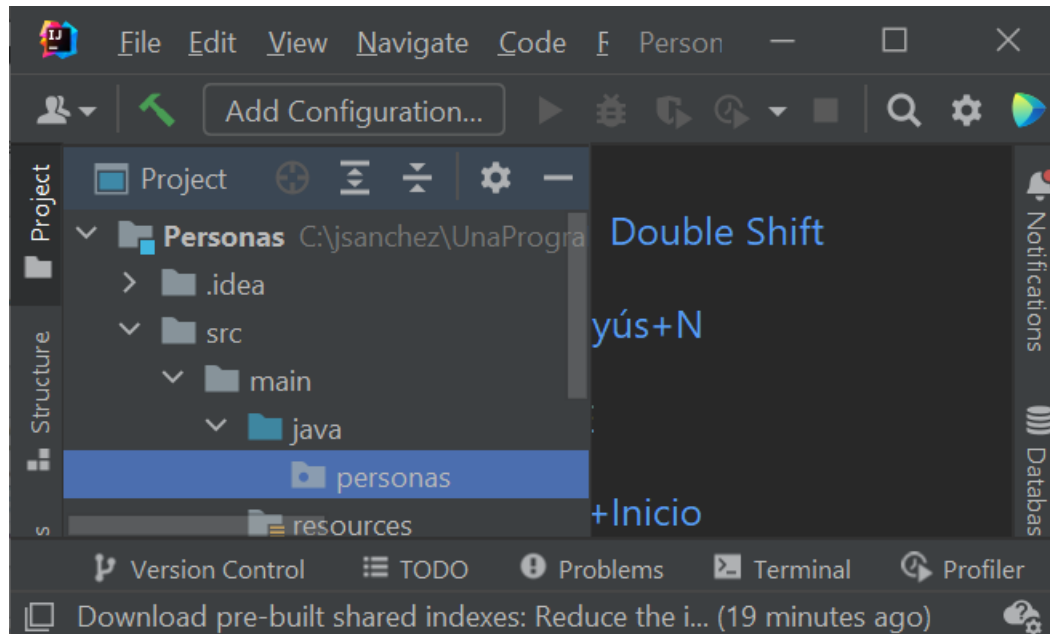 IJ File Edit View Navigate Code F Person
Add Configuration...
Project
Project
Personas C:\jsanchez\UnaProgra
Double Shift
.idea
src
yús+N
main
java
personas
+Inicio
resources
Structure
s
Notifications
Databas
Version Control TODO Problems Terminal Profiler
Download pre-built shared indexes: Reduce the i... (19 minutes ago)